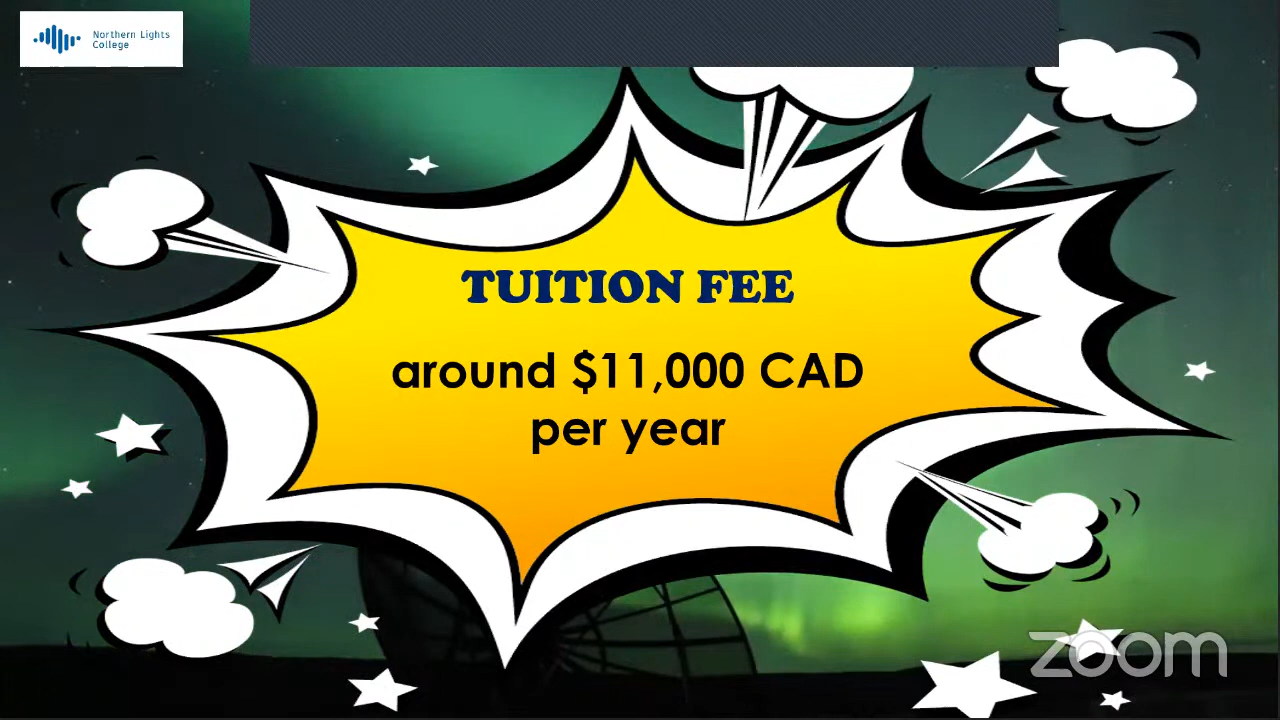 Northern Lights
College
TUITION FEE
around $11,000 CAD
per year
zoom